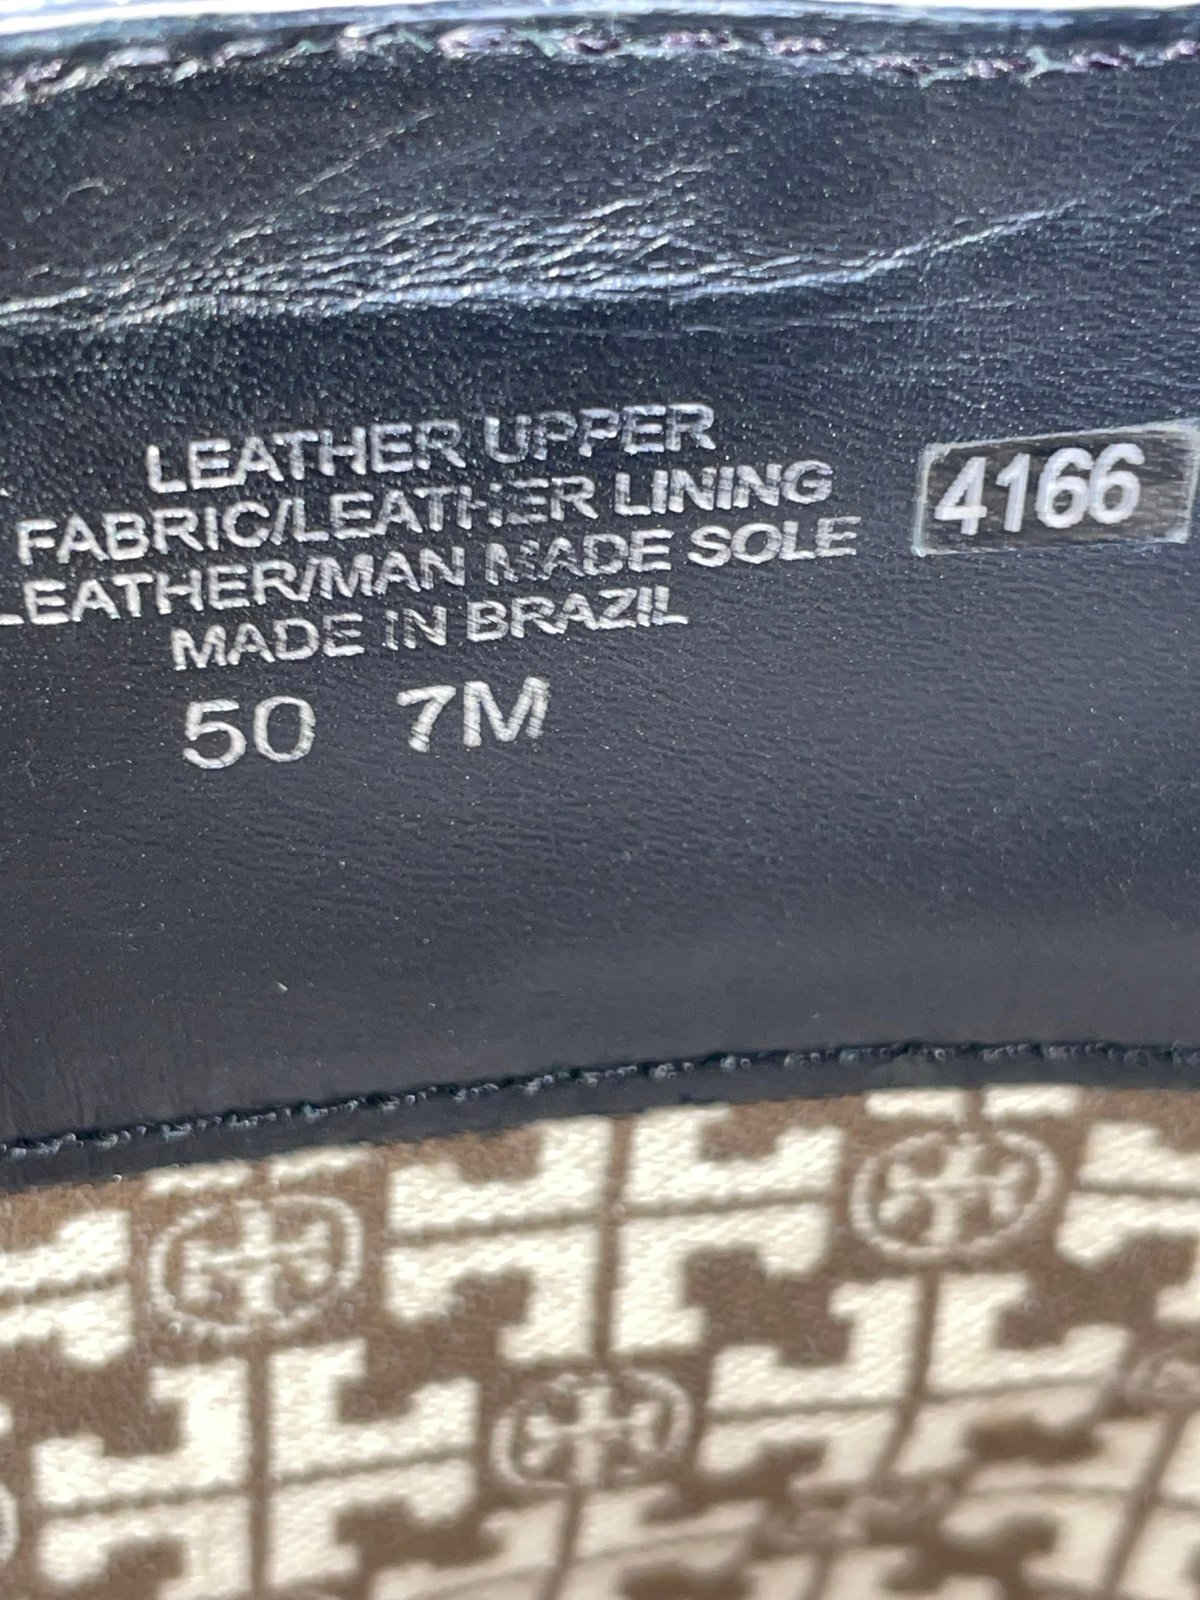 LEATHER UPPER
FABRIC/LEATHER LINING
LEATHER/MAN MADE SOLE
MADE IN BRAZIL
50 7M
4166